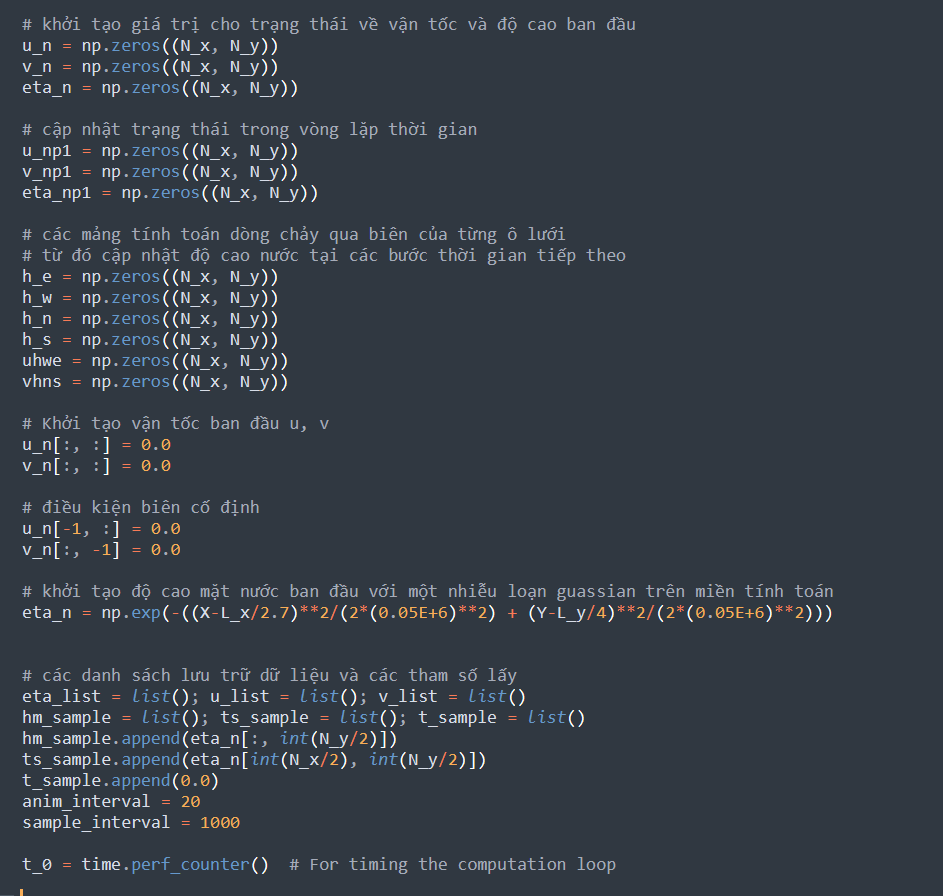 # khởi tạo giá trị cho trạng thái về vận tốc và độ cao ban đầu
u_n = np.zeros((N_x, N_y))
v_n = np.zeros((N_x, N_y))
eta_n = np.zeros((N_x, N_y))
# cập nhật trạng thái trong vòng lặp thời gian
u_np1 = np.zeros((N_x, N_y))
v_np1 = np.zeros((N_x, N_y))
eta_np1 = np.zeros((N_x, N_y))
# các mảng tính toán dòng chảy qua biên của từng ô lưới
# từ đó cập nhật độ cao nước tại các bước thời gian tiếp theo
h_e = np.zeros((N_x, N_y))
h_w = np.zeros((N_x, N_y))
h_n = np.zeros((N_x, N_y))
h_s = np.zeros((N_x, N_y))
uhwe = np.zeros((N_x, N_y))
vhns = np.zeros((N_x, N_y))
# Khởi tạo vận tốc ban đầu u, v
u_n[:, :] = 0.0
v_n[:, :] = 0.0
# điều kiện biên cố định
u_n[-1, :] = 0.0
v_n[:, -1] = 0.0
# khởi tạo độ cao mặt nước ban đầu với một nhiễu loạn guassian trên miền tính toán
eta_n = np.exp(-((X-L_x/2.7)**2/(2*(0.05E+6)**2) + (Y-L_y/4)**2/(2*(0.05E+6)**2)))
# các danh sách lưu trữ dữ liệu và các tham số lấy
eta_list = list(); u_list = list(); v_list = list()
hm_sample = list(); ts_sample = list(); t_sample = list()
hm_sample.append(eta_n[:, int(N_y/2)])
ts_sample.append(eta_n[int(N_x/2), int(N_y/2)])
t_sample.append(0.0)
anim_interval = 20
sample_interval = 1000
t_0 = time.perf_counter()  # For timing the computation loop